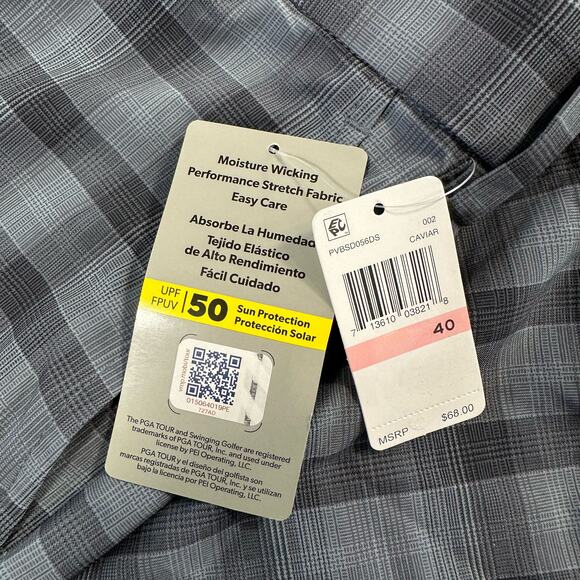 Moisture Wicking
Performance Stretch Fabric
Easy Care
Absorbe La Humedad
Tejido Elástico
de Alto Rendimiento
Fácil Cuidado
UPF
FPUV
50
Sun Protection
Protección Solar
015064019PE
727AD
The PGA TOUR and Swinging Golfer are registered
trademarks of PGA TOUR, Inc. and used under
license by PEI Operating, LLC.
PGA TOUR y el diseño del golfista son
marcas registradas de PGA TOUR, Inc. y se utilizan
bajo la licencia por PEI Operating, LLC.
002
PVBSD056DS
CAVIAR
7 13610 03821 8
40
MSRP
$68.00